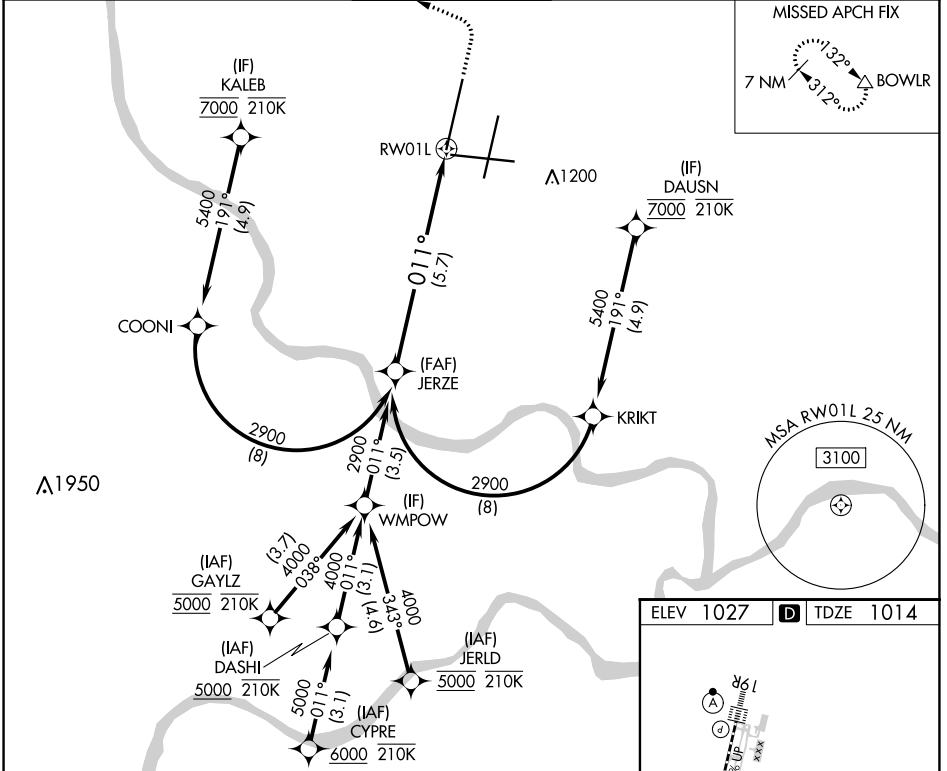 MISSED APCH FIX
132°
7 NM
BOWLR
312°
(IF)
KALEB
7000 210K
RW01L
1200
(IF)
DAUSN
7000 210K
5400
191°
(4.9)
011°
(5.7)
5400
191°
(4.9)
COONI
(FAF)
JERZE
KRIKT
2900
(8)
2900
011°
(3.5)
2900
(8)
MSA RW01L 25 NM
3100
1950
(IF)
WMPOW
(3.7)
4000
038°
4000
011°
(3.1)
4000
343°
(4.6)
(IAF)
GAYLZ
5000 210K
(IAF)
DASHI
5000 210K
(IAF)
JERLD
5000 210K
5000
011°
(3.1)
(IAF)
CYPRE
6000 210K
ELEV 1027 D TDZE 1014
19R
A
P
% UP
XXX